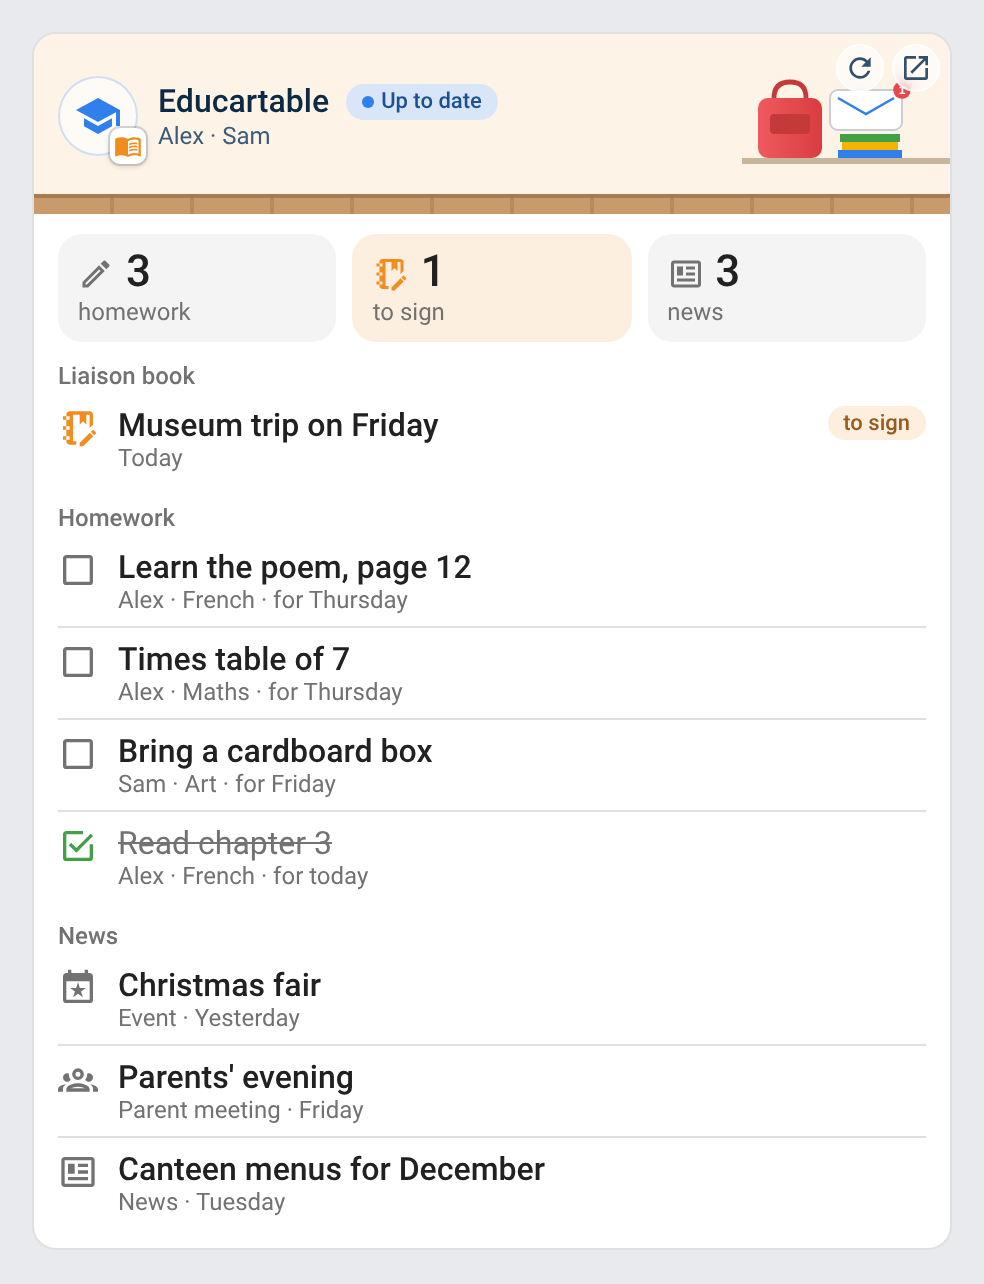 Educartable
Up to date
Alex · Sam
1
3
homework
1
to sign
3
news
Liaison book
Museum trip on Friday
to sign
Today
Homework
Learn the poem, page 12
Alex · French · for Thursday
Times table of 7
Alex · Maths · for Thursday
Bring a cardboard box
Sam · Art · for Friday
Read chapter 3
Alex · French · for today
News
Christmas fair
Event · Yesterday
Parents' evening
Parent meeting · Friday
Canteen menus for December
News · Tuesday